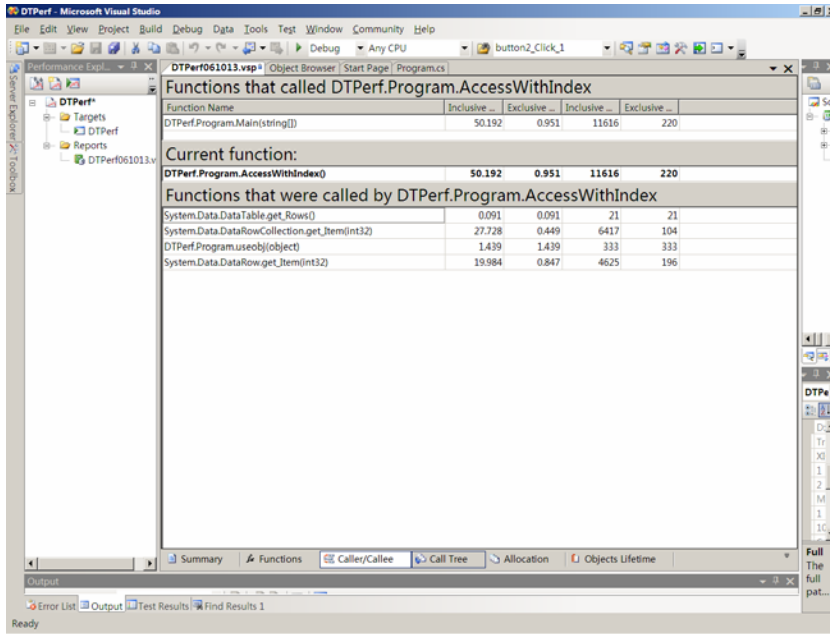 DTPerf - Microsoft Visual Studio
File Edit View Project Build Debug Data Tools Test Window Community Help
Debug Any CPU button2_Click_1
Performance Expl...
DTPerf061013.vsp* Object Browser Start Page Program.cs
Server Explorer
Toolbox
DTPerf*
Targets
DTPerf
Reports
DTPerf061013.v
Functions that called DTPerf.Program.AccessWithIndex
Function Name Inclusive ... Exclusive ... Inclusive ... Exclusive ...
DTPerf.Program.Main(string[]) 50.192 0.951 11616 220
Current function:
DTPerf.Program.AccessWithIndex() 50.192 0.951 11616 220
Functions that were called by DTPerf.Program.AccessWithIndex
System.Data.DataTable.get_Rows() 0.091 0.091 21 21
System.Data.DataRowCollection.get_Item(int32) 27.728 0.449 6417 104
DTPerf.Program.useobj(object) 1.439 1.439 333 333
System.Data.DataRow.get_Item(int32) 19.984 0.847 4625 196
Summary Functions Caller/Callee Call Tree Allocation Objects Lifetime
DTPe
Tr
1
2
M
1
10
Full
The
full
pat...
Output
Error List Output Test Results Find Results 1
Ready